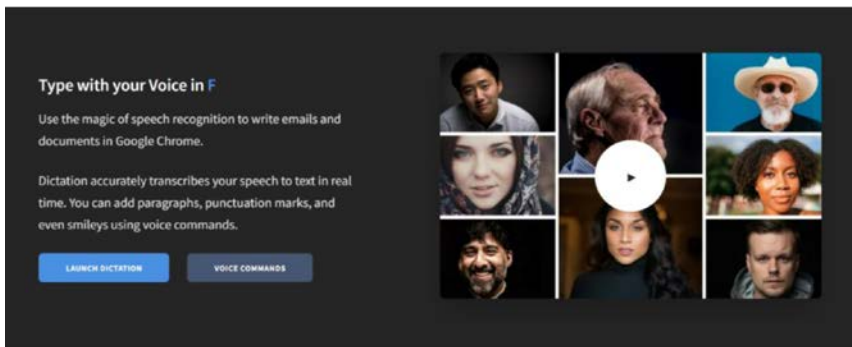 Type with your Voice in F
Use the magic of speech recognition to write emails and
documents in Google Chrome.
Dictation accurately transcribes your speech to text in real
time. You can add paragraphs, punctuation marks, and
even smileys using voice commands.
LAUNCH DICTATION
VOICE COMMANDS